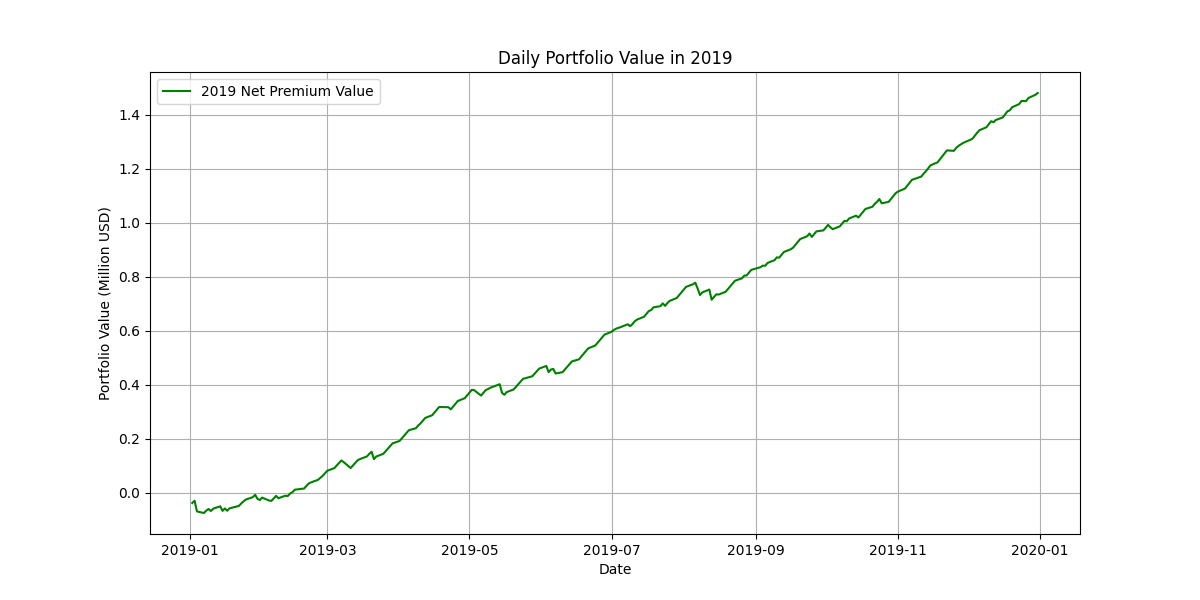 Daily Portfolio Value in 2019
2019 Net Premium Value
Portfolio Value (Million USD)
1.4
1.2
1.0
0.8
0.6
0.4
0.2
0.0
2019-01 2019-03 2019-05 2019-07 2019-09 2019-11 2020-01
Date